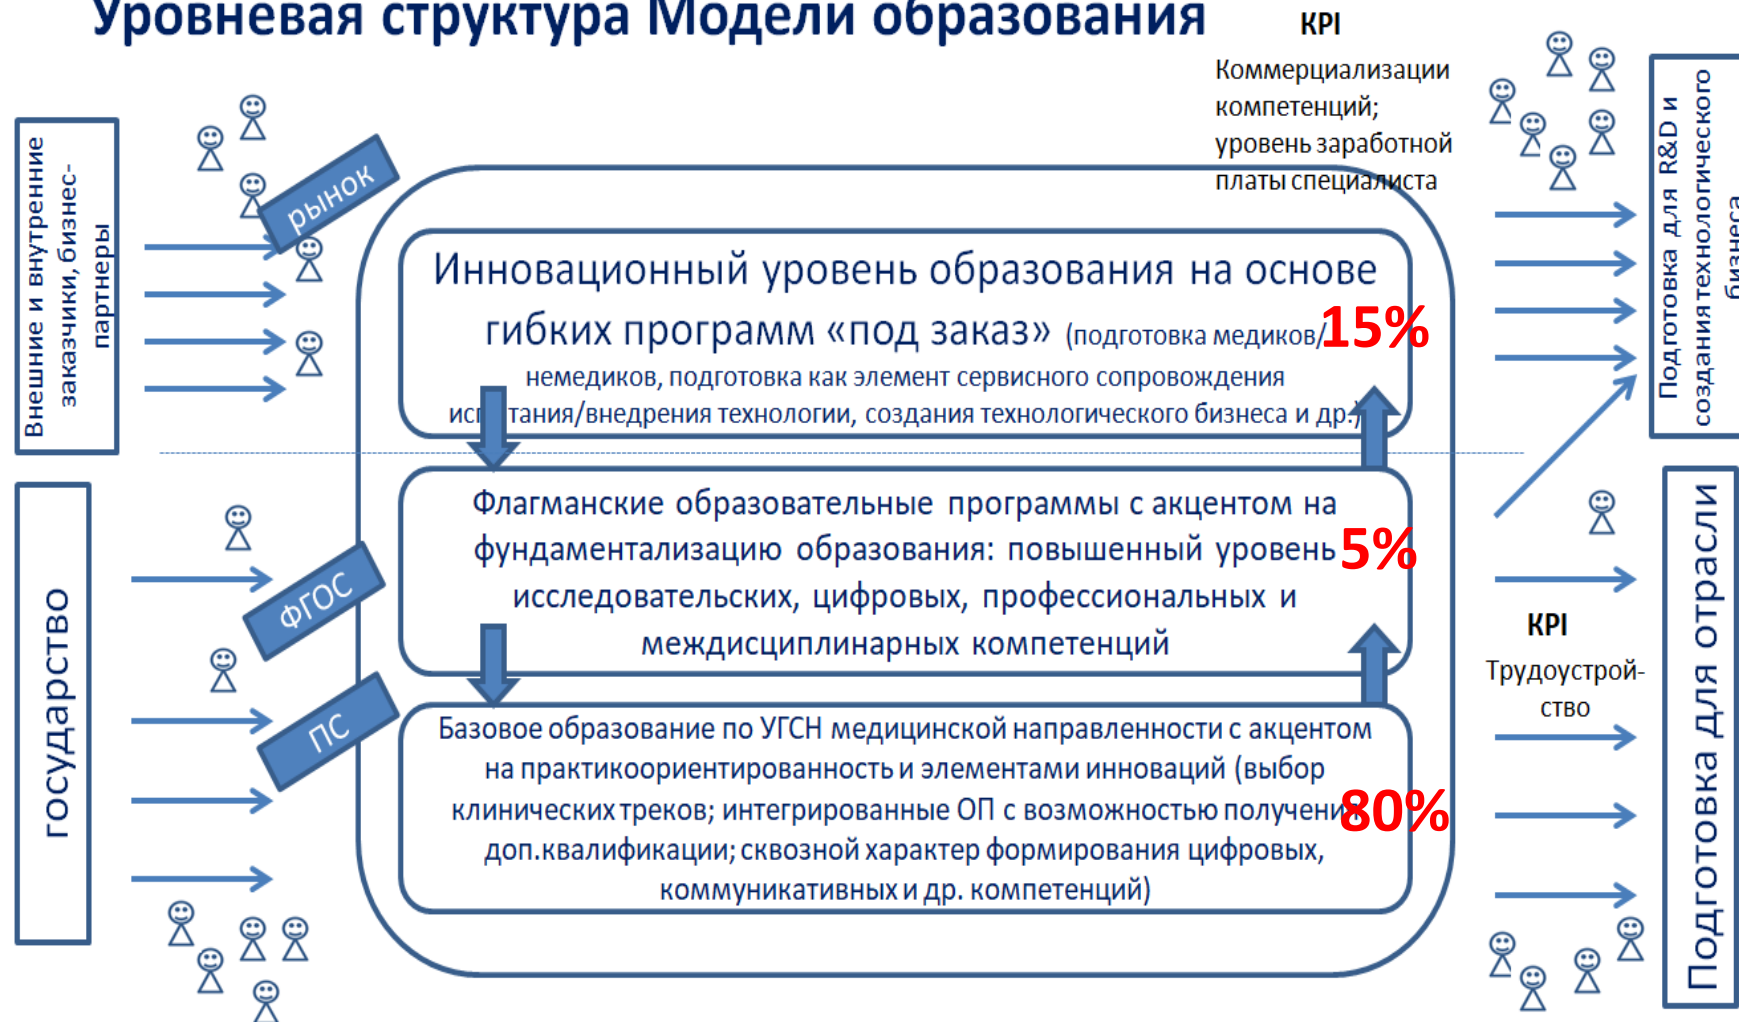 Уровневая структура Модели образования
KPI
Коммерциализации
компетенций;
уровень заработной
платы специалиста
Внешние и внутренние
заказчики, бизнес-
партнеры
рынок
Инновационный уровень образования на основе
гибких программ «под заказ» (подготовка медиков/
15%
немедиков, подготовка как элемент сервисного сопровождения
испытания/внедрения технологии, создания технологического бизнеса и др.)
Подготовка для R&D и
создания технологического
бизнеса
государство
ФГОС
ПС
Флагманские образовательные программы с акцентом на
фундаментализацию образования: повышенный уровень
5%
исследовательских, цифровых, профессиональных и
междисциплинарных компетенций
Базовое образование по УГСН медицинской направленности с акцентом
на практикоориентированность и элементами инноваций (выбор
клинических треков; интегрированные ОП с возможностью получения
80%
доп.квалификации; сквозной характер формирования цифровых,
коммуникативных и др. компетенций)
KPI
Трудоустрой-
ство
Подготовка для отрасли